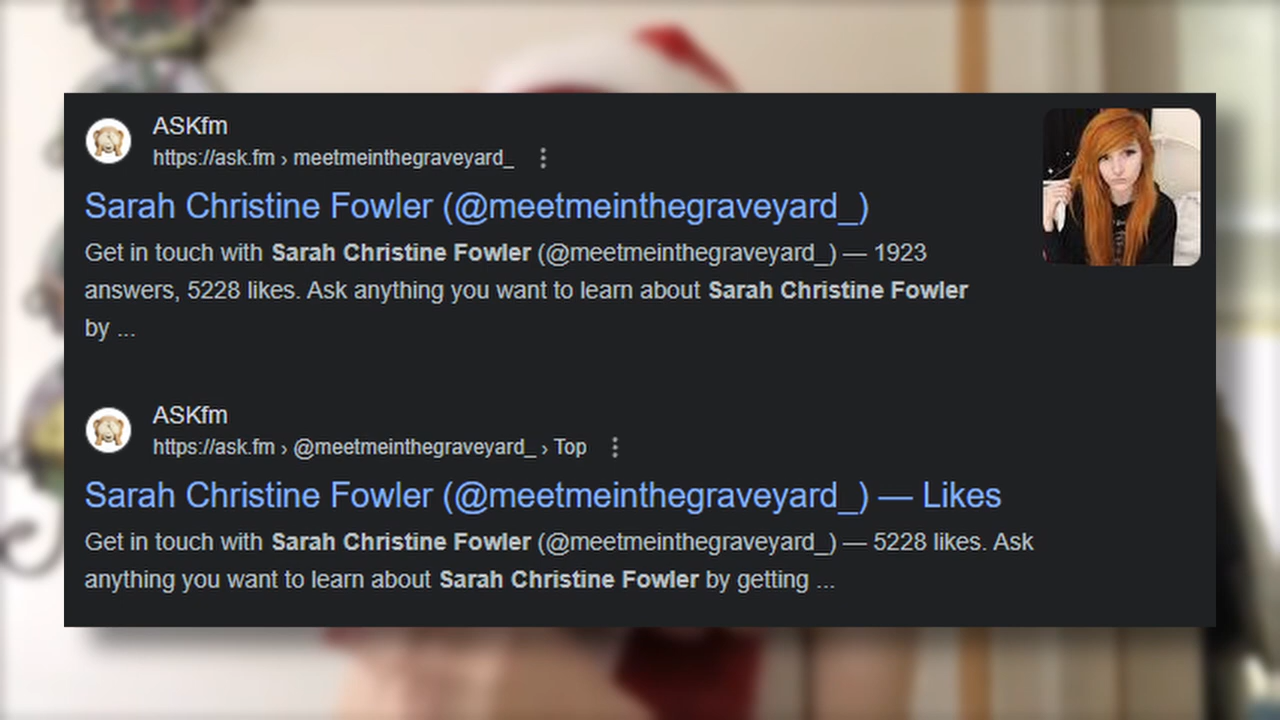 ASKfm
https://ask.fm › meetmeinthegraveyard_
Sarah Christine Fowler (@meetmeinthegraveyard_)
Get in touch with Sarah Christine Fowler (@meetmeinthegraveyard_) — 1923
answers, 5228 likes. Ask anything you want to learn about Sarah Christine Fowler
by ...
ASKfm
https://ask.fm › @meetmeinthegraveyard_ › Top
Sarah Christine Fowler (@meetmeinthegraveyard_) — Likes
Get in touch with Sarah Christine Fowler (@meetmeinthegraveyard_) — 5228 likes. Ask
anything you want to learn about Sarah Christine Fowler by getting ...